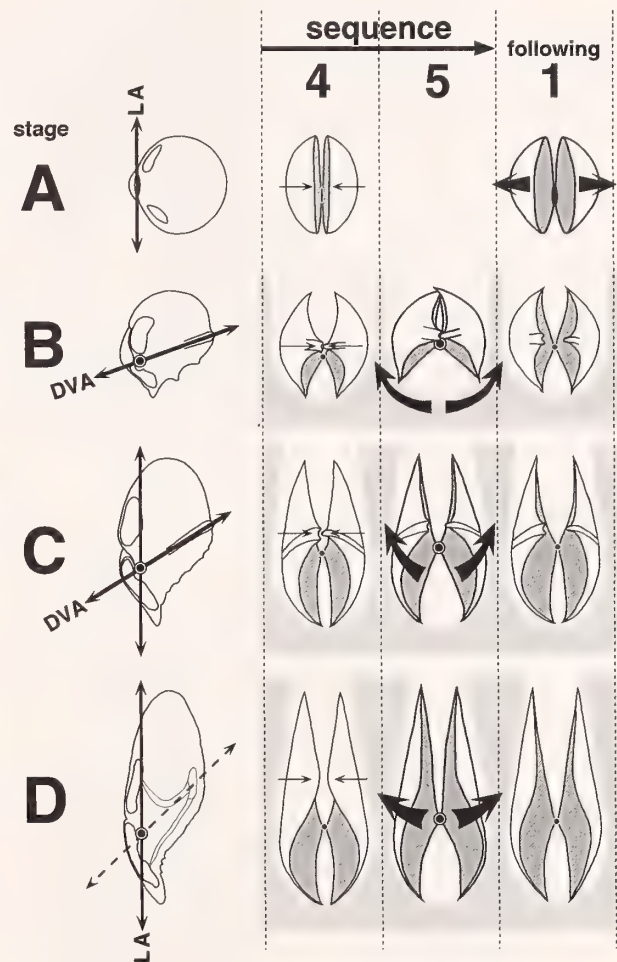 sequence
following
4 5 1
stage
LA
A
B
DVA
C
DVA
D
LA